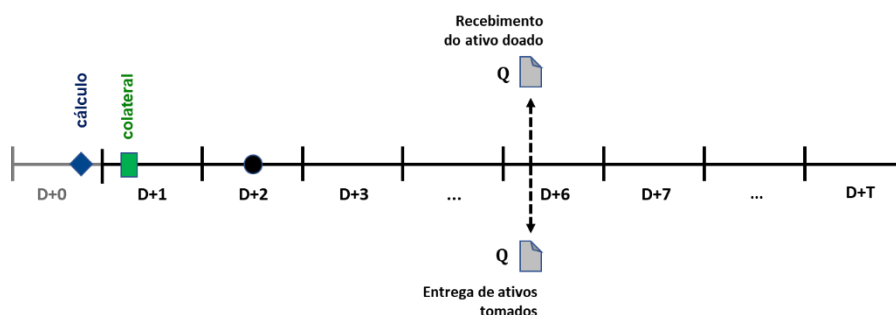 Recebimento
do ativo doado
Q
cálculo
colateral
D+0
D+1
D+2
D+3
...
D+6
D+7
...
D+T
Q
Entrega de ativos
tomados